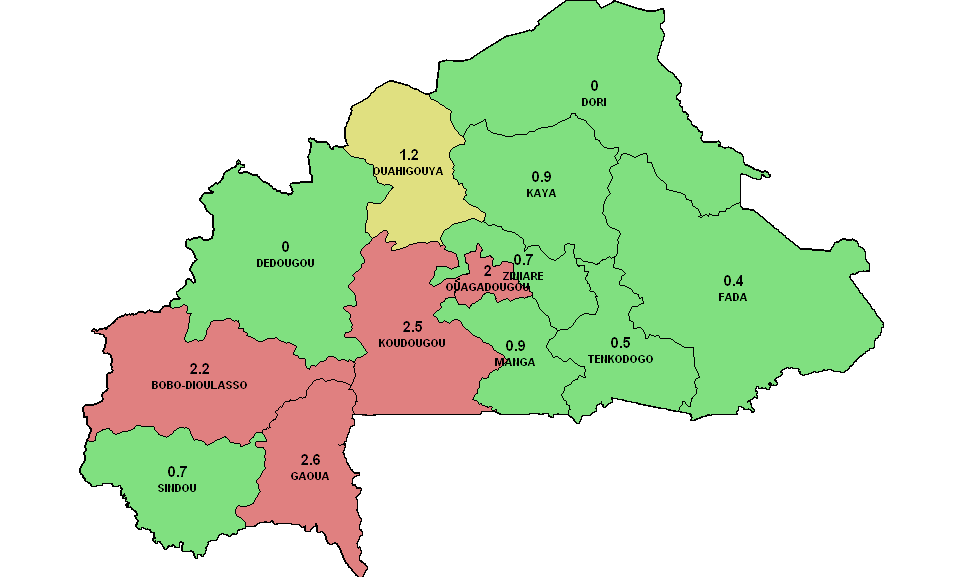 0
DORI
1.2
OUAHIGOUYA
0.9
KAYA
0
DEDOUGOU
0.7
ZINIARE
2
OUAGADOUGOU
0.4
FADA
2.5
KOUDOUGOU
0.9
MANGA
0.5
TENKODOGO
2.2
BOBO-DIOULASSO
2.6
GAOUA
0.7
SINDOU